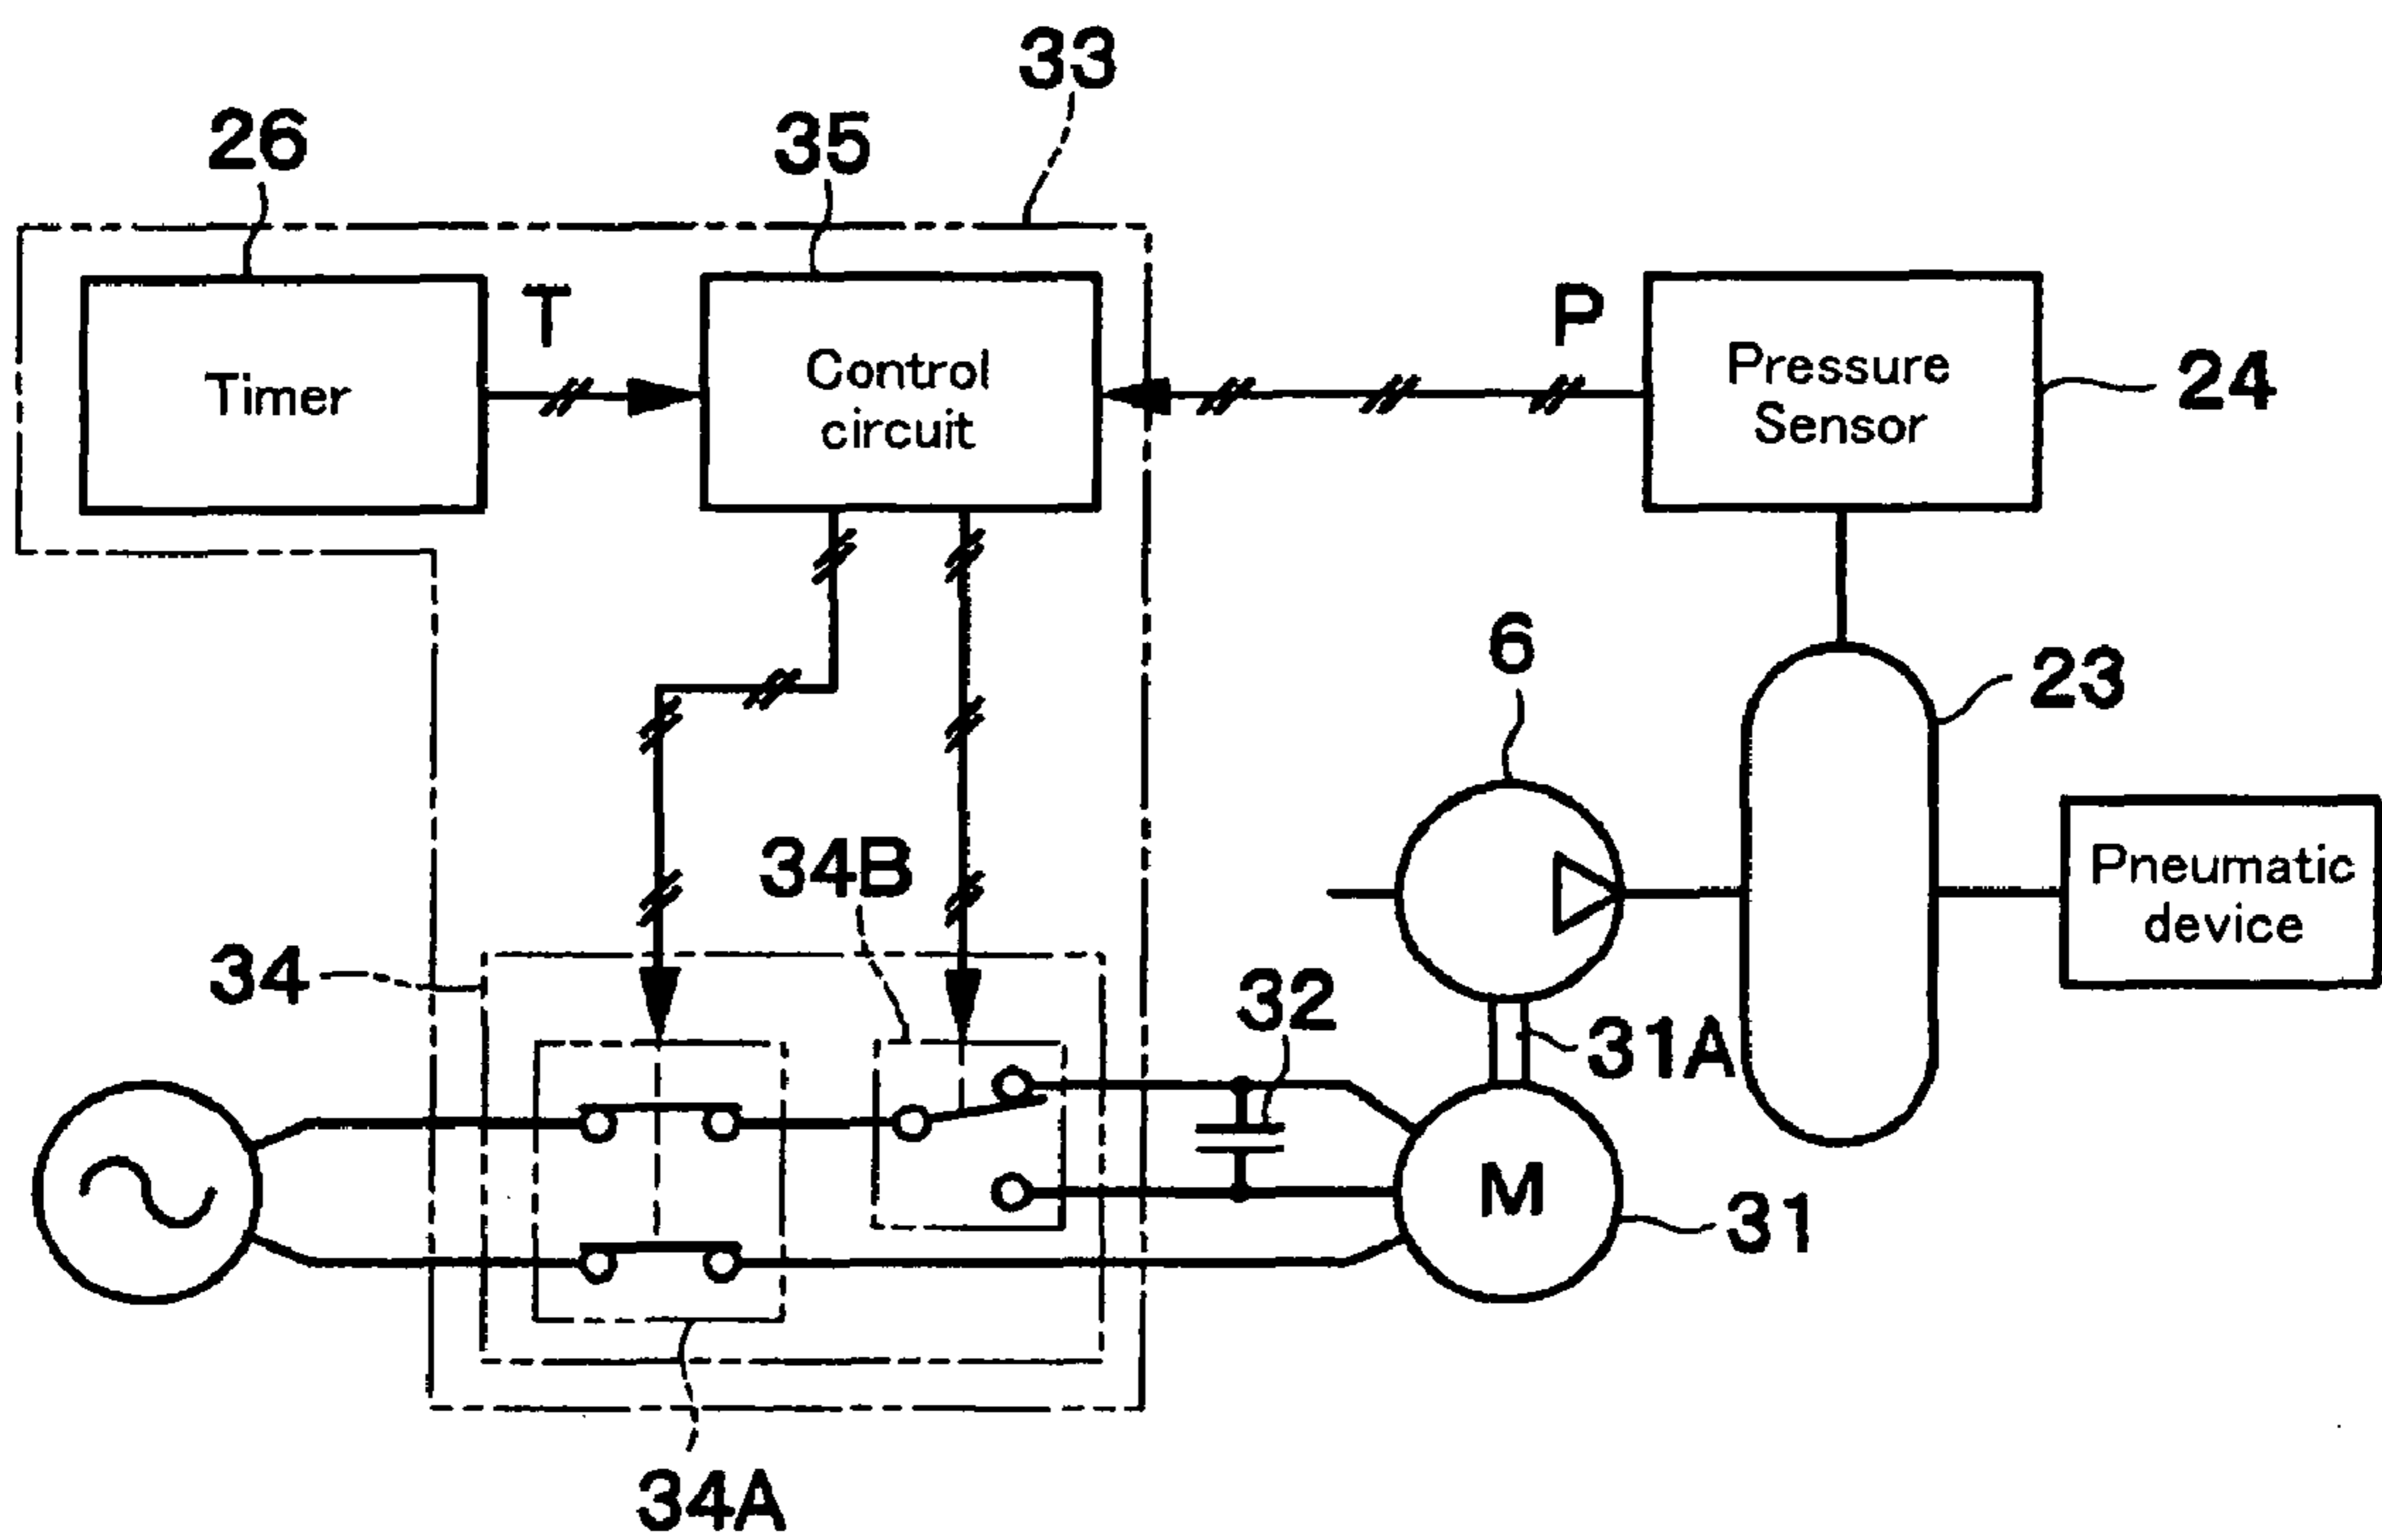 33
26
35
T
P
Timer
Control
circuit
Pressure
Sensor
24
6
23
34B
Pneumatic
device
34
32
31A
M
31
34A